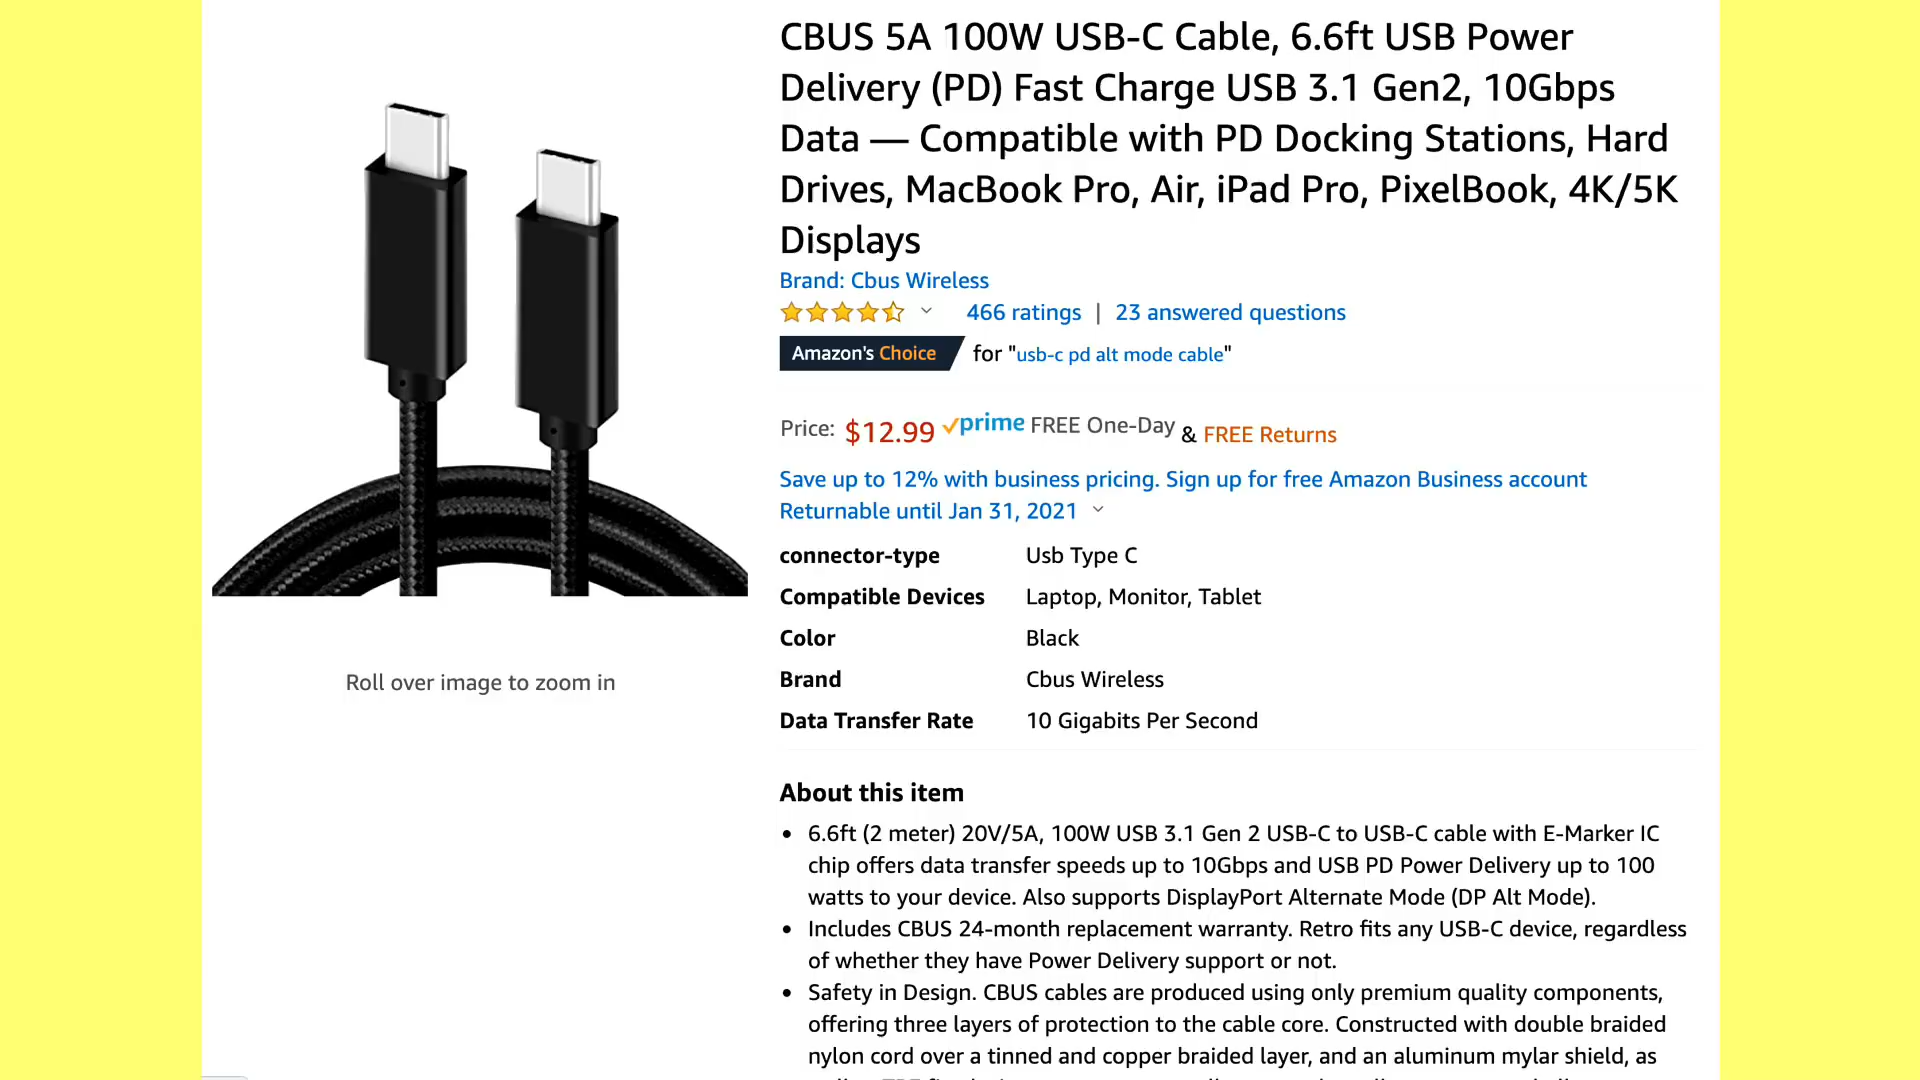 CBUS 5A 100W USB-C Cable, 6.6ft USB Power
Delivery (PD) Fast Charge USB 3.1 Gen2, 10Gbps
Data — Compatible with PD Docking Stations, Hard
Drives, MacBook Pro, Air, iPad Pro, PixelBook, 4K/5K
Displays
Brand: Cbus Wireless
466 ratings | 23 answered questions
Amazon's Choice for "usb-c pd alt mode cable"
Price: $12.99 prime FREE One-Day & FREE Returns
Save up to 12% with business pricing. Sign up for free Amazon Business account
Returnable until Jan 31, 2021
connector-type Usb Type C
Compatible Devices Laptop, Monitor, Tablet
Color Black
Brand Cbus Wireless
Data Transfer Rate 10 Gigabits Per Second
Roll over image to zoom in
About this item
• 6.6ft (2 meter) 20V/5A, 100W USB 3.1 Gen 2 USB-C to USB-C cable with E-Marker IC
chip offers data transfer speeds up to 10Gbps and USB PD Power Delivery up to 100
watts to your device. Also supports DisplayPort Alternate Mode (DP Alt Mode).
• Includes CBUS 24-month replacement warranty. Retro fits any USB-C device, regardless
of whether they have Power Delivery support or not.
• Safety in Design. CBUS cables are produced using only premium quality components,
offering three layers of protection to the cable core. Constructed with double braided
nylon cord over a tinned and copper braided layer, and an aluminum mylar shield, as